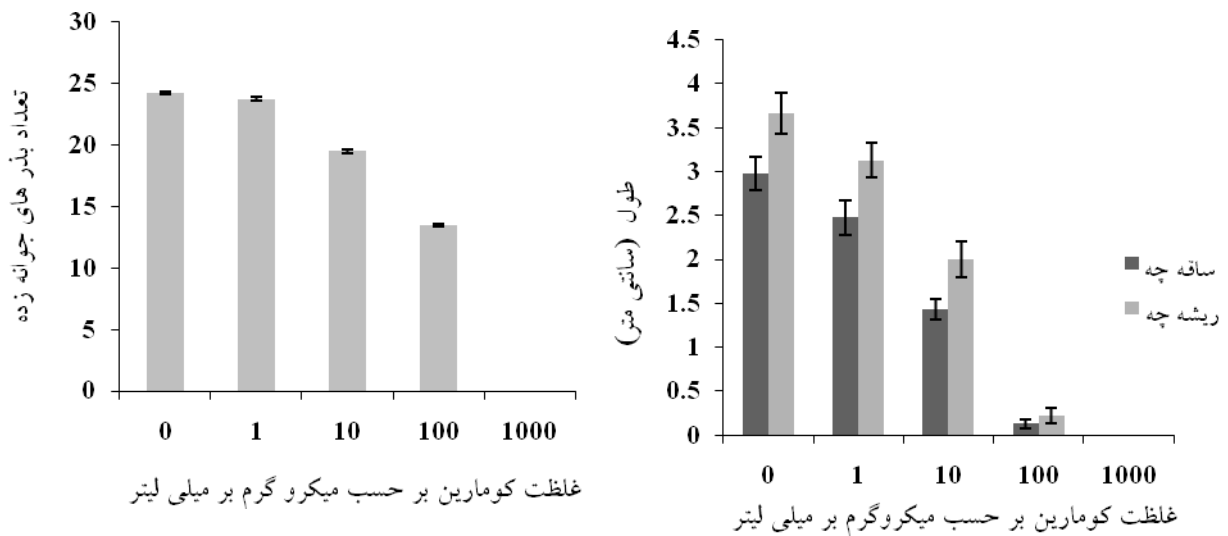 30
25
20
15
10
5
0
تعداد بذر های جوانه زده
0 1 10 100 1000
غلظت کومارین بر حسب میکرو گرم بر میلی لیتر
4.5
4
3.5
3
2.5
2
1.5
1
0.5
0
طول (سانتی متر)
ساقه چه
ریشه چه
0 1 10 100 1000
غلظت کومارین بر حسب میکروگرم بر میلی لیتر